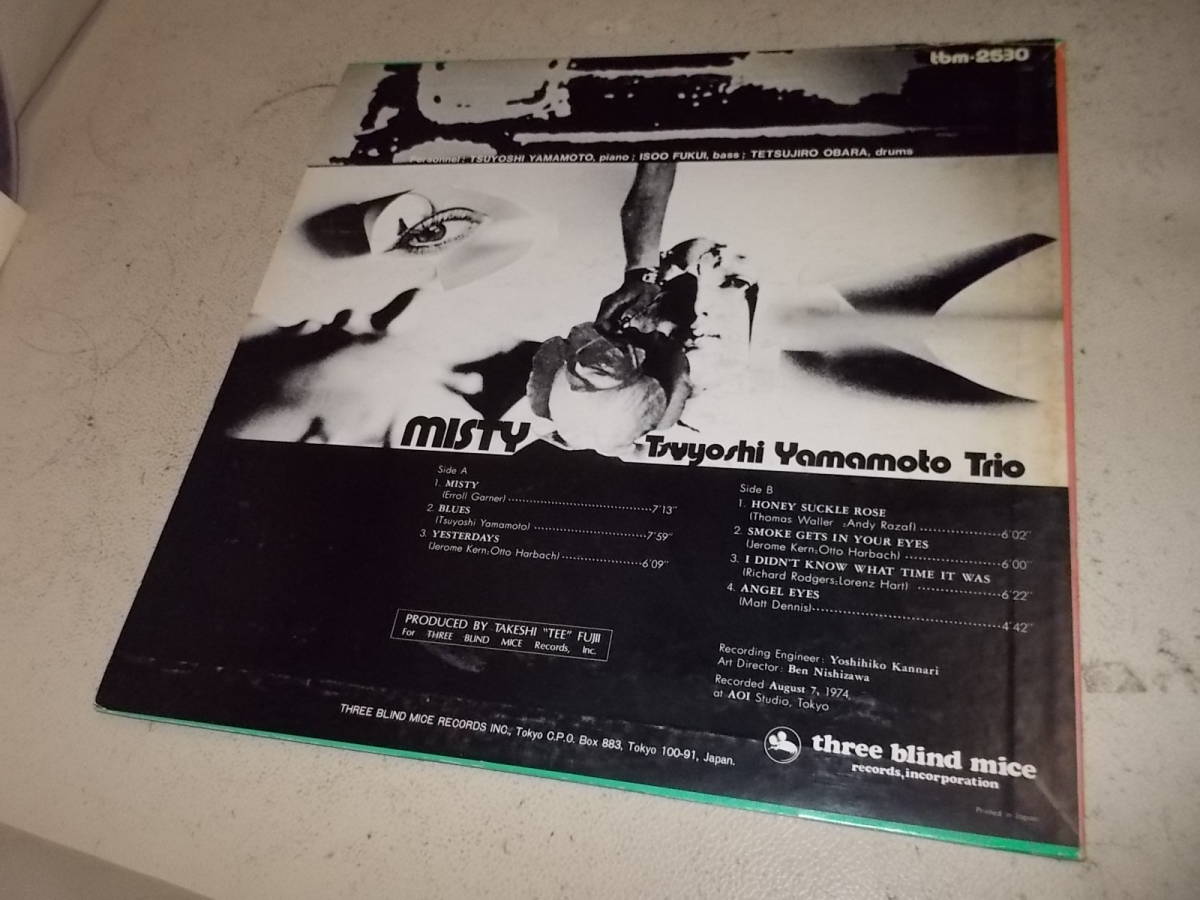 tbm-2530
Personnel: TSUYOSHI YAMAMOTO, piano ; ISOO FUKUI, bass ; TETSUJIRO OBARA, drums
MISTY
Tsuyoshi Yamamoto Trio
Side A
1. MISTY
(Erroll Garner) 7'13"
2. BLUES
(Tsuyoshi Yamamoto) 7'59"
3. YESTERDAYS
(Jerome Kern:Otto Harbach) 6'09"
Side B
1. HONEY SUCKLE ROSE
(Thomas Waller :Andy Razaf) 6'02"
2. SMOKE GETS IN YOUR EYES
(Jerome Kern:Otto Harbach) 6'00"
3. I DIDN'T KNOW WHAT TIME IT WAS
(Richard Rodgers:Lorenz Hart) 6'22"
4. ANGEL EYES
(Matt Dennis) 4'42"
PRODUCED BY TAKESHI "TEE" FUJII
For THREE BLIND MICE Records, Inc.
Recording Engineer: Yoshihiko Kannari
Art Director: Ben Nishizawa
Recorded August 7, 1974
at AOI Studio, Tokyo
THREE BLIND MICE RECORDS INC., Tokyo C.P.O. Box 883, Tokyo 100-91, Japan.
three blind mice
records,incorporation
Printed in Japan